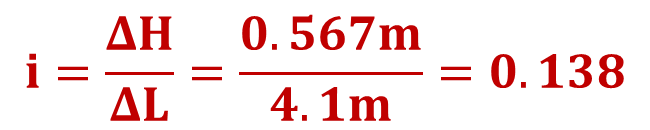 i = ΔH/ΔL = 0.567m/4.1m = 0.138